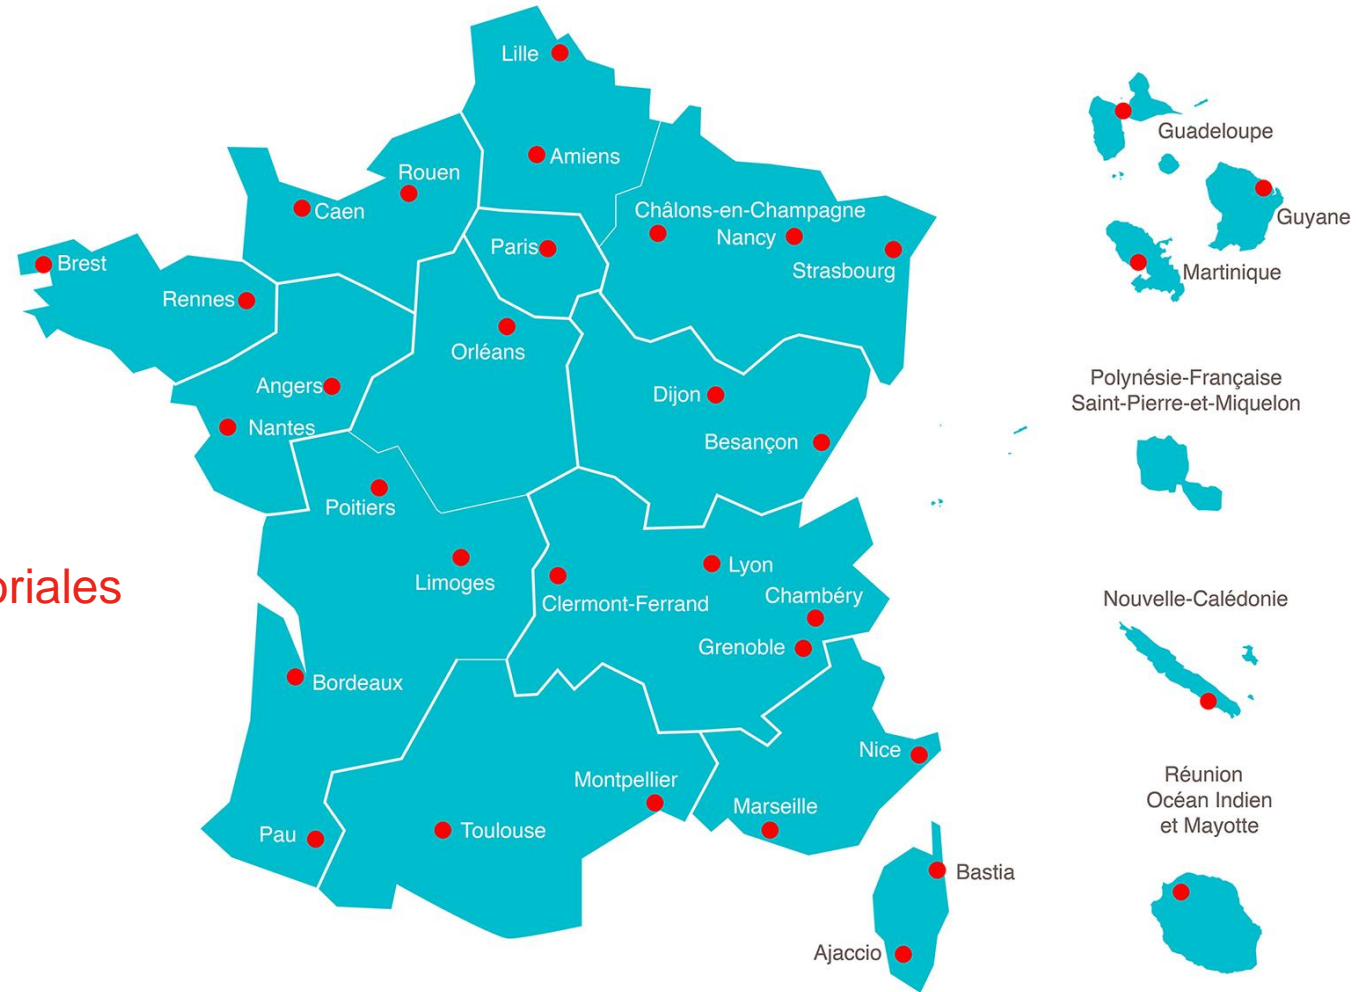 Lille
Amiens
Rouen
Caen
Châlons-en-Champagne
Nancy
Strasbourg
Paris
Brest
Rennes
Orléans
Angers
Nantes
Dijon
Besançon
Poitiers
Limoges
Clermont-Ferrand
Lyon
Chambéry
Grenoble
oriales
Bordeaux
Pau
Toulouse
Montpellier
Marseille
Nice
Bastia
Ajaccio
Guadeloupe
Guyane
Martinique
Polynésie-Française
Saint-Pierre-et-Miquelon
Nouvelle-Calédonie
Réunion
Océan Indien
et Mayotte